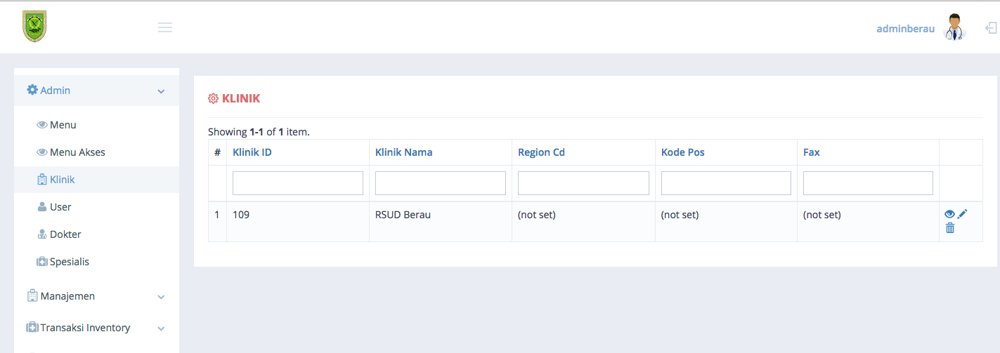 adminberau
Admin
Menu
Menu Akses
Klinik
User
Dokter
Spesialis
Manajemen
Transaksi Inventory
KLINIK
Showing 1-1 of 1 item.
# Klinik ID Klinik Nama Region Cd Kode Pos Fax
1 109 RSUD Berau (not set) (not set) (not set)